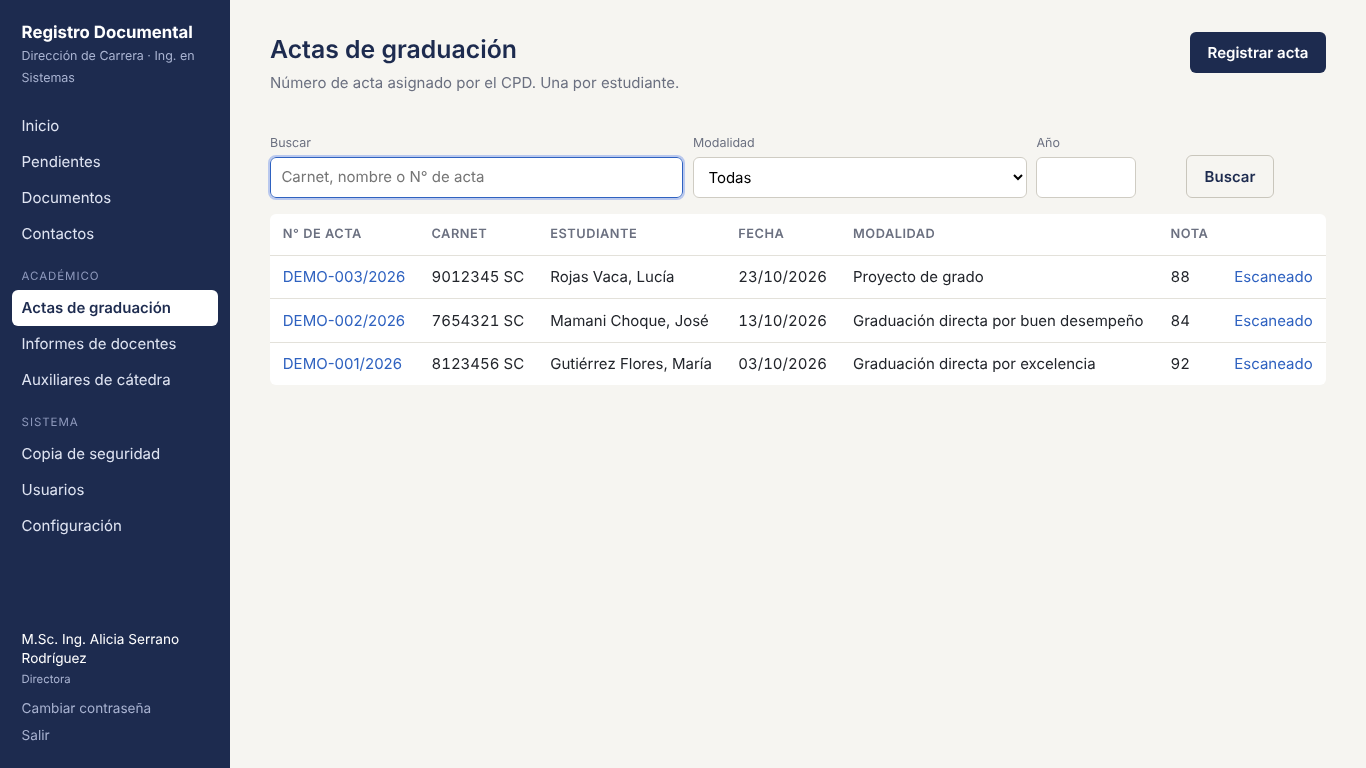 Registro Documental
Dirección de Carrera · Ing. en
Sistemas
Inicio
Pendientes
Documentos
Contactos
ACADÉMICO
Actas de graduación
Informes de docentes
Auxiliares de cátedra
SISTEMA
Copia de seguridad
Usuarios
Configuración
M.Sc. Ing. Alicia Serrano
Rodríguez
Directora
Cambiar contraseña
Salir
Actas de graduación
Número de acta asignado por el CPD. Una por estudiante.
Registrar acta
Buscar Modalidad Año
Carnet, nombre o N° de acta Todas Buscar
N° DE ACTA CARNET ESTUDIANTE FECHA MODALIDAD NOTA
DEMO-003/2026 9012345 SC Rojas Vaca, Lucía 23/10/2026 Proyecto de grado 88 Escaneado
DEMO-002/2026 7654321 SC Mamani Choque, José 13/10/2026 Graduación directa por buen desempeño 84 Escaneado
DEMO-001/2026 8123456 SC Gutiérrez Flores, María 03/10/2026 Graduación directa por excelencia 92 Escaneado